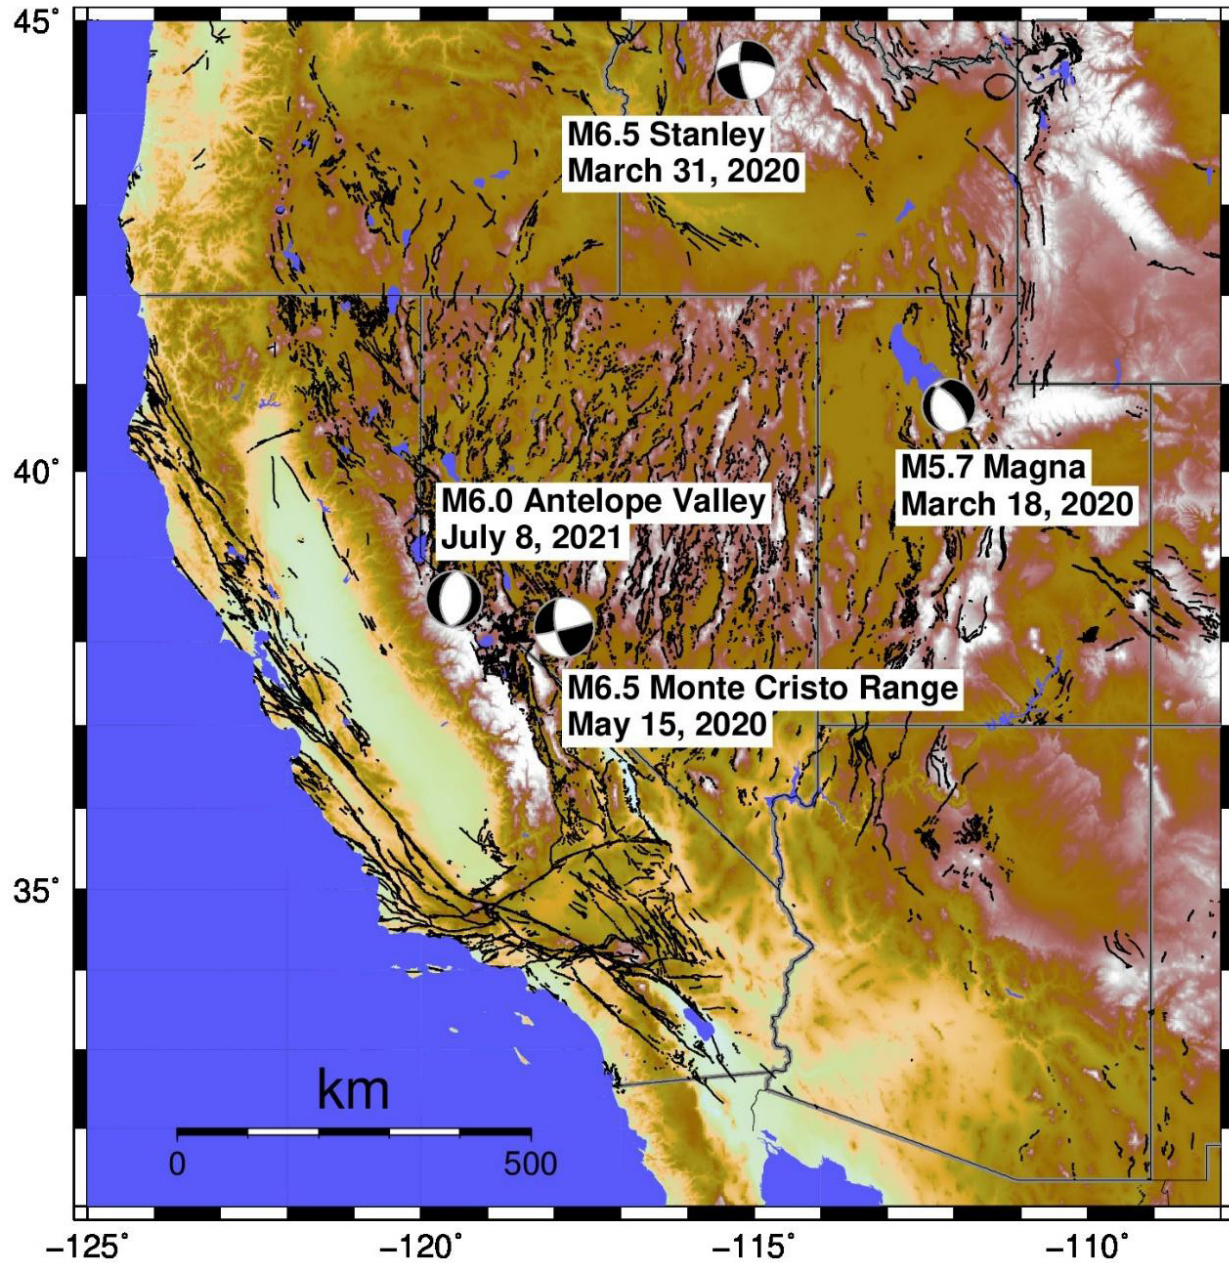 45˚
M6.5 Stanley
March 31, 2020
40˚
M5.7 Magna
March 18, 2020
M6.0 Antelope Valley
July 8, 2021
M6.5 Monte Cristo Range
May 15, 2020
35˚
km
0 500
−125˚ −120˚ −115˚ −110˚